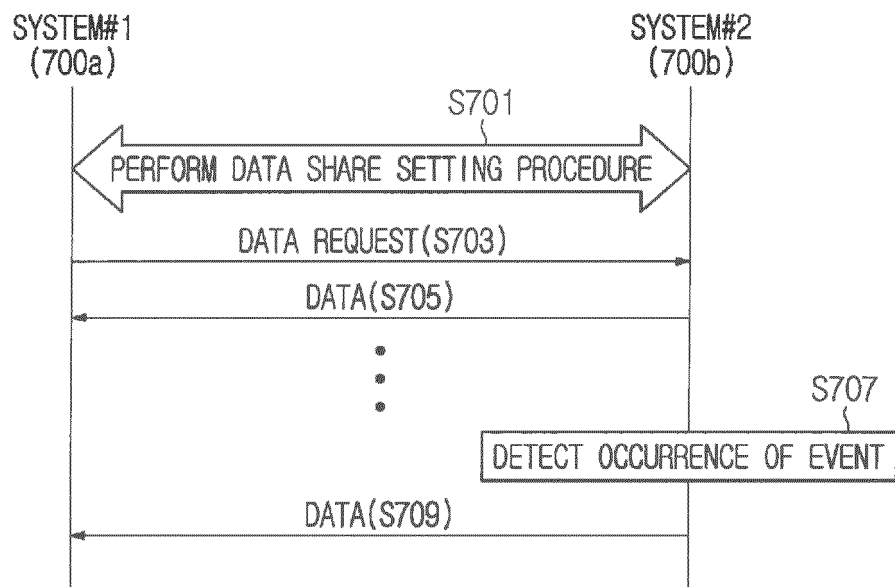 SYSTEM#1
(700a)
SYSTEM#2
(700b)
S701
PERFORM DATA SHARE SETTING PROCEDURE
DATA REQUEST(S703)
DATA(S705)
S707
DETECT OCCURRENCE OF EVENT
DATA(S709)